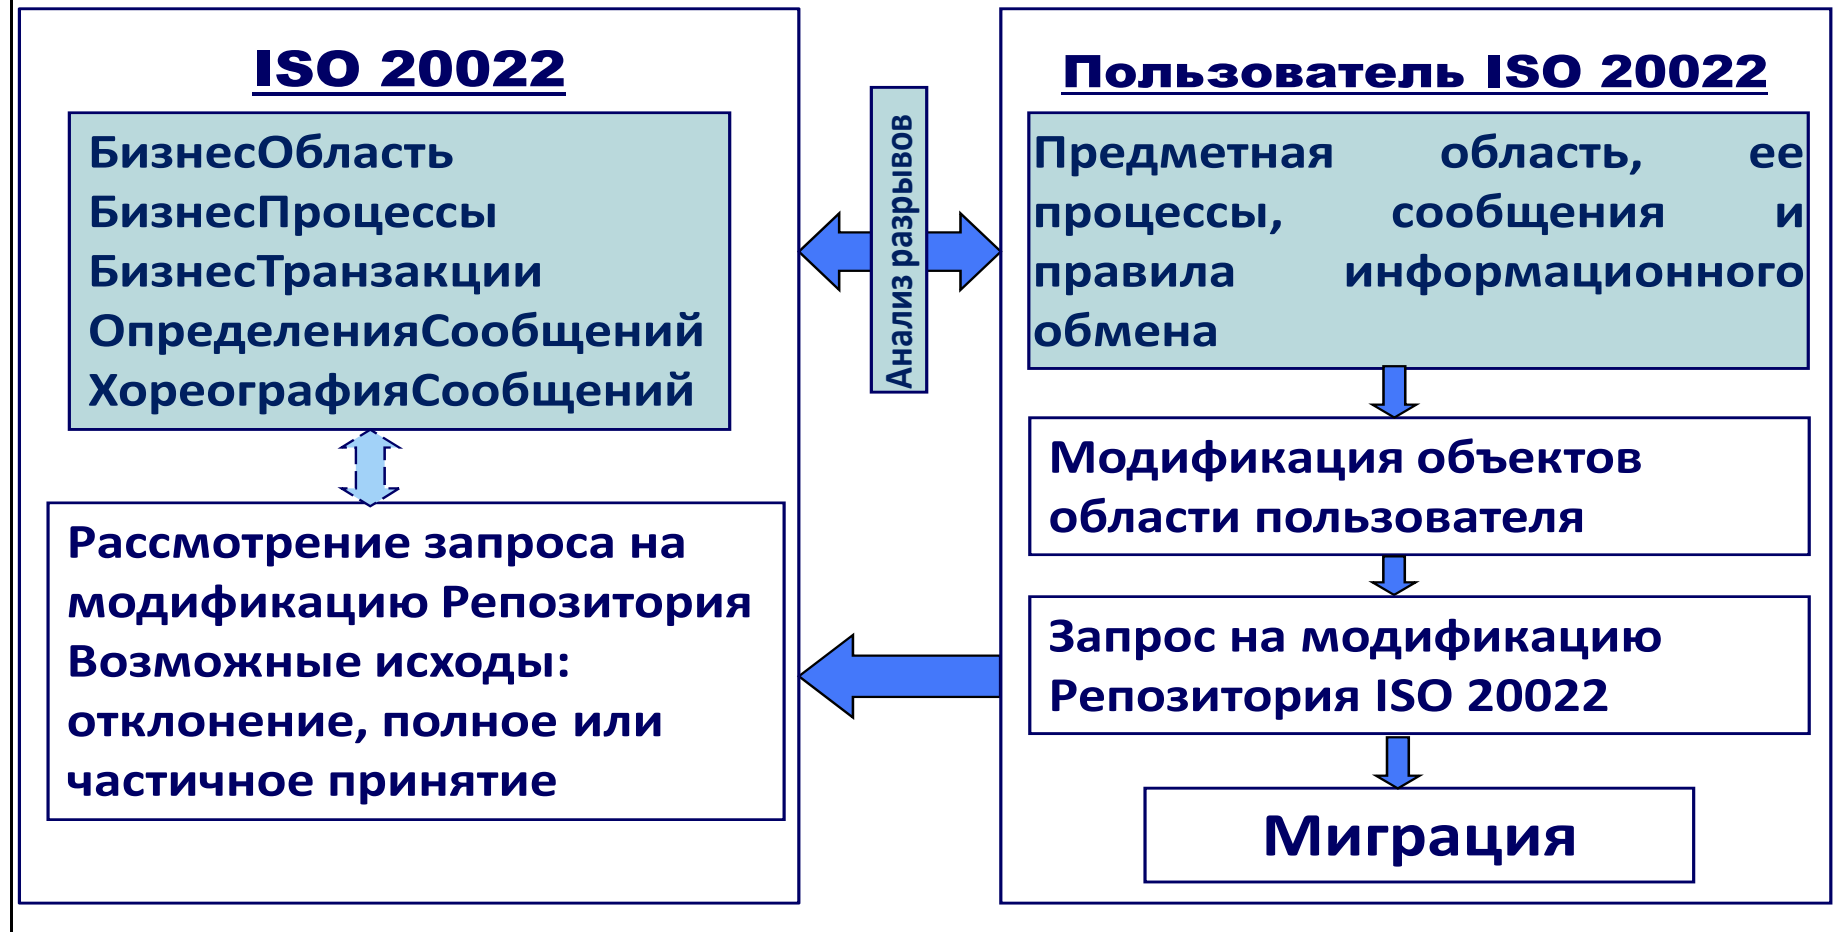 ISO 20022
БизнесОбласть
БизнесПроцессы
БизнесТранзакции
ОпределенияСообщений
ХореографияСообщений
Рассмотрение запроса на
модификацию Репозитория
Возможные исходы:
отклонение, полное или
частичное принятие
Анализ разрывов
Пользователь ISO 20022
Предметная область, ее
процессы, сообщения и
правила информационного
обмена
Модификация объектов
области пользователя
Запрос на модификацию
Репозитория ISO 20022
Миграция